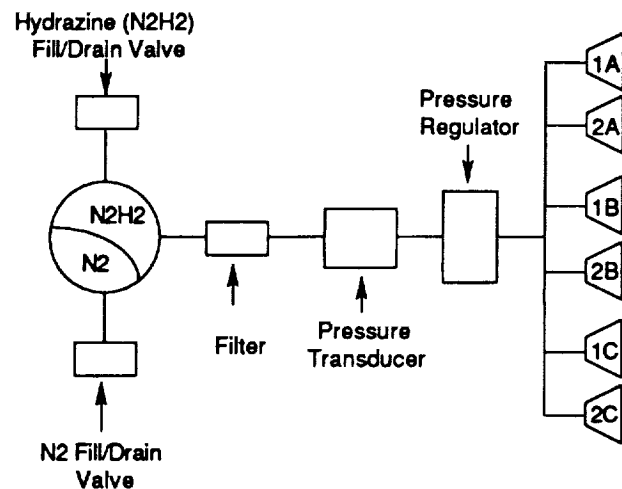 Hydrazine (N2H2)
Fill/Drain Valve
N2H2
N2
N2 Fill/Drain
Valve
Filter
Pressure
Transducer
Pressure
Regulator
1A
2A
1B
2B
1C
2C